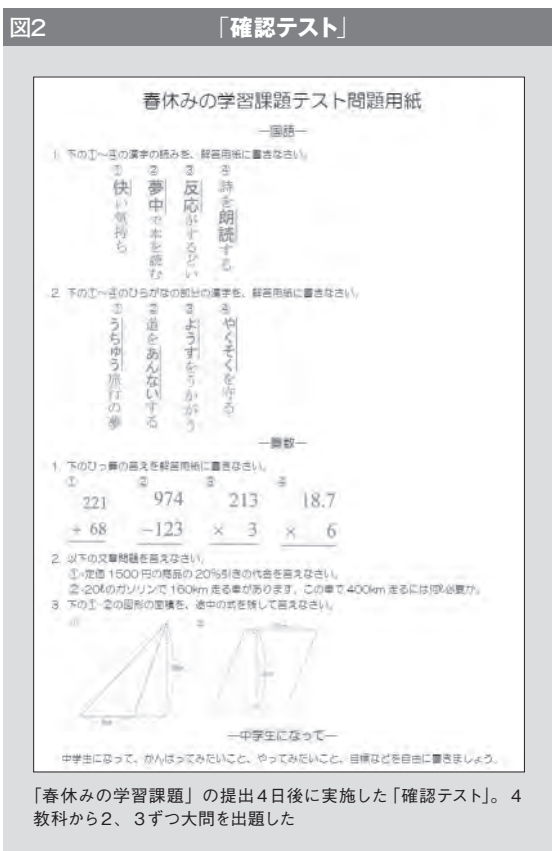 図2
「確認テスト」
春休みの学習課題テスト問題用紙
―国語―
1. 下の①~④の漢字の読みを、解答用紙に書きなさい。
① 快い気持ち
② 夢中で本を読む
③ 反応がするどい
④ 詩を朗読する
2. 下の①~④のひらがなの部分の漢字を、解答用紙に書きなさい。
① うちゅう旅行の夢
② 道をあんないする
③ ようすをうかがう
④ やくそくを守る
―算数―
1. 下のひっ算の答えを解答用紙に書きなさい。
① ② ③ ④
221 974 213 18.7
+ 68 −123 × 3 × 6
2. 以下の文章問題を答えなさい。
①定価1500円の商品の20%引きの代金を答えなさい。
②20ℓのガソリンで160km走る車があります。この車で400km走るには何ℓ必要か。
3. 下の①~②の図形の面積を、途中の式を残して答えなさい。
① ②
―中学生になって―
中学生になって、がんばってみたいこと、やってみたいこと、目標などを自由に書きましょう。
「春休みの学習課題」の提出4日後に実施した「確認テスト」。4
教科から2、3ずつ大問を出題した